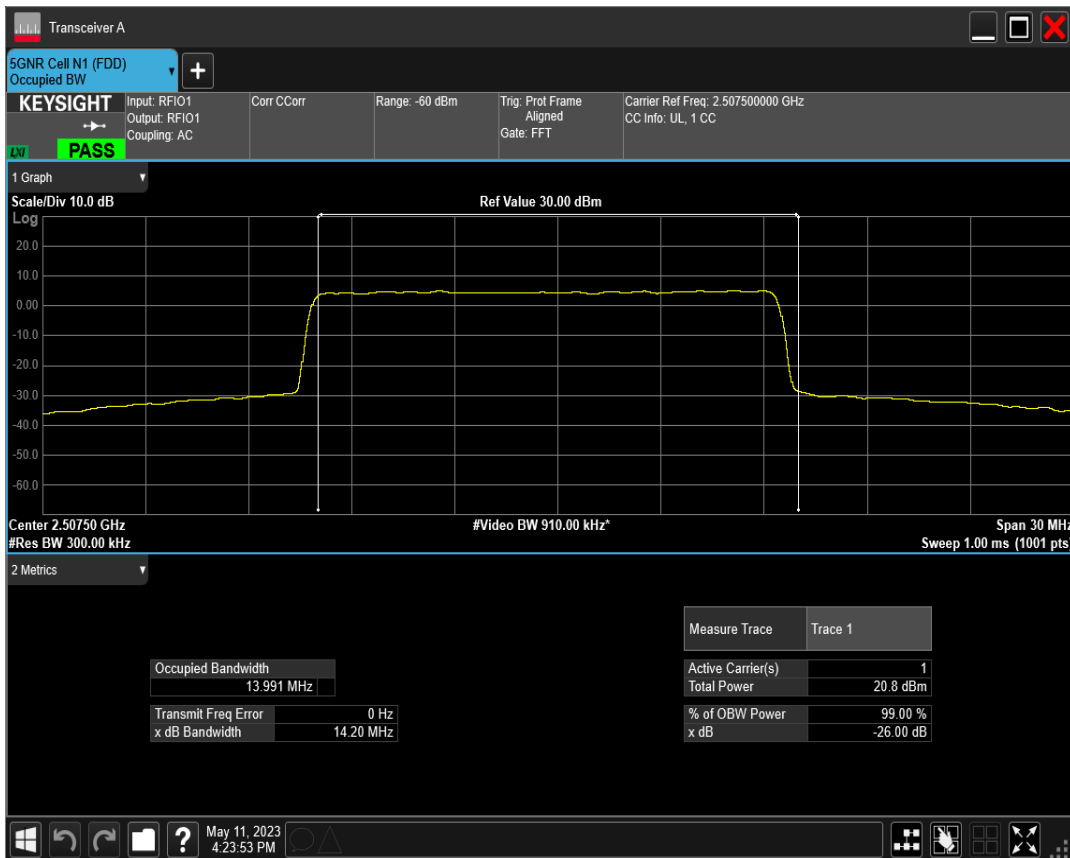 Transceiver A
5GNR Cell N1 (FDD)
Occupied BW
+
KEYSIGHT
LXI
PASS
Input: RFIO1
Output: RFIO1
Coupling: AC
Corr CCorr
Range: -60 dBm
Trig: Prot Frame
Aligned
Gate: FFT
Carrier Ref Freq: 2.507500000 GHz
CC Info: UL, 1 CC
1 Graph
Scale/Div 10.0 dB
Ref Value 30.00 dBm
Log
20.0
10.0
0.00
-10.0
-20.0
-30.0
-40.0
-50.0
-60.0
Center 2.50750 GHz
#Video BW 910.00 kHz*
Span 30 MHz
#Res BW 300.00 kHz
Sweep 1.00 ms (1001 pts)
2 Metrics
Measure Trace Trace 1
Occupied Bandwidth
13.991 MHz
Active Carrier(s) 1
Total Power 20.8 dBm
Transmit Freq Error 0 Hz
x dB Bandwidth 14.20 MHz
% of OBW Power 99.00 %
x dB -26.00 dB
?
May 11, 2023
4:23:53 PM